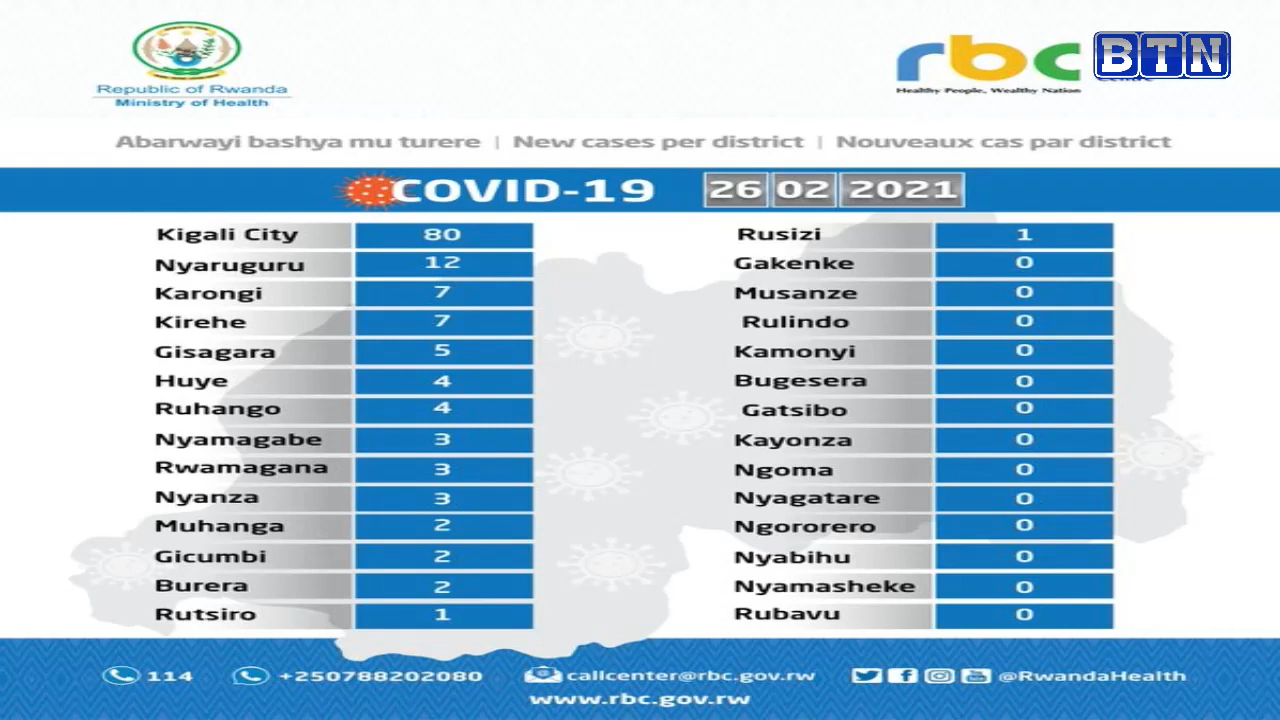 Republic of Rwanda
Ministry of Health
rbc
Healthy People, Wealthy Nation
BTN
Centre
Abarwayi bashya mu turere | New cases per district | Nouveaux cas par district
COVID-19 26 02 2021
Kigali City 80
Nyaruguru 12
Karongi 7
Kirehe 7
Gisagara 5
Huye 4
Ruhango 4
Nyamagabe 3
Rwamagana 3
Nyanza 3
Muhanga 2
Gicumbi 2
Burera 2
Rutsiro 1
Rusizi 1
Gakenke 0
Musanze 0
Rulindo 0
Kamonyi 0
Bugesera 0
Gatsibo 0
Kayonza 0
Ngoma 0
Nyagatare 0
Ngororero 0
Nyabihu 0
Nyamasheke 0
Rubavu 0
114 +250788202080 callcenter@rbc.gov.rw @RwandaHealth
www.rbc.gov.rw